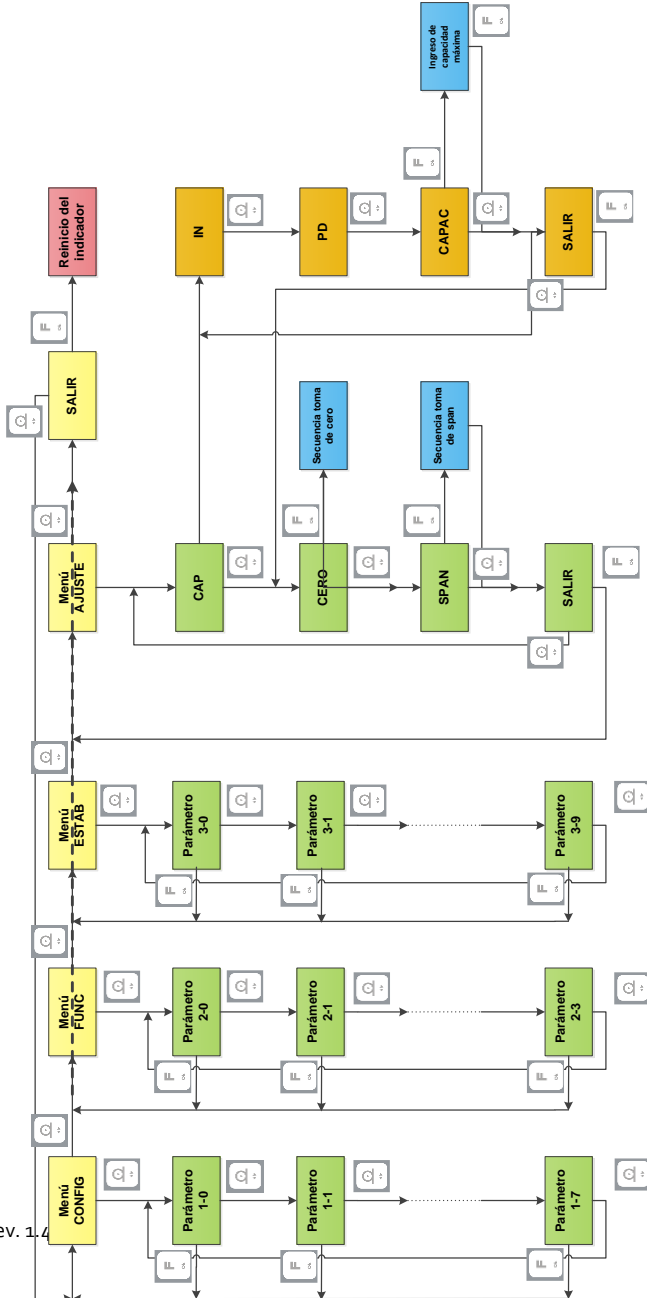 Ingreso de
capacidad
máxima
F
F
Reinicio del
indicador
IN
PD
CAPAC
SALIR
F
F
SALIR
Secuencia toma
de cero
Secuencia toma
de span
F
F
Menú
AJUSTE
CAP
CERO
SPAN
SALIR
F
Menú
ESTAB
Parámetro
3-0
Parámetro
3-1
Parámetro
3-9
F
F
F
Menú
FUNC
Parámetro
2-0
Parámetro
2-1
Parámetro
2-3
F
F
F
Menú
CONFIG
Parámetro
1-0
Parámetro
1-1
Parámetro
1-7
ev. 1.4
F
F
F